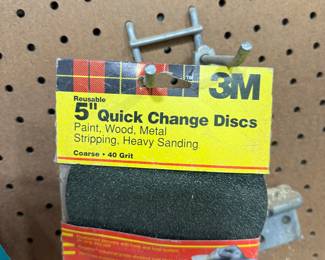 3M
Reusable
5" Quick Change Discs
Paint, Wood, Metal
Stripping, Heavy Sanding
Coarse • 40 Grit